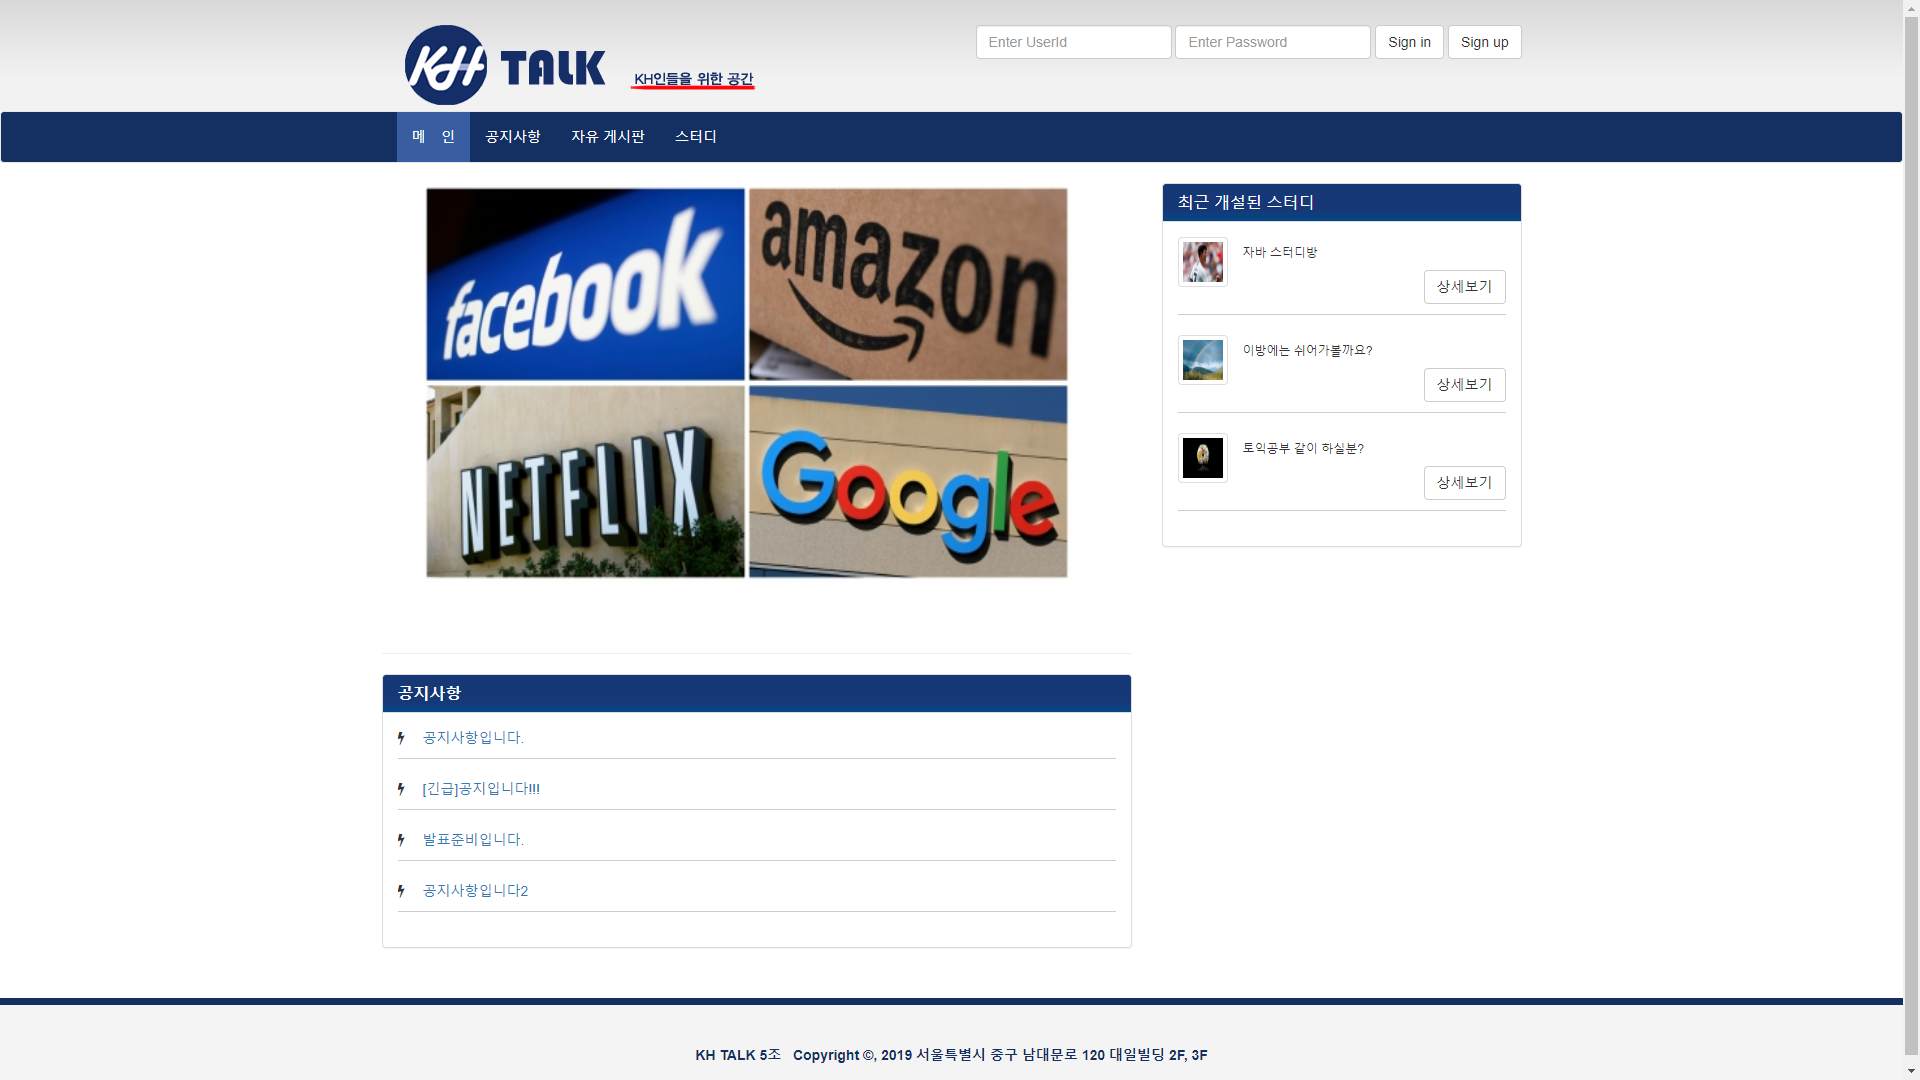 KH TALK KH인들을 위한 공간
Enter UserId Enter Password Sign in Sign up
메 인 공지사항 자유 게시판 스터디
facebook amazon
NETFLIX Google
최근 개설된 스터디
자바 스터디방
상세보기
이방에는 쉬어가볼까요?
상세보기
토익공부 같이 하실분?
상세보기
공지사항
공지사항입니다.
[긴급]공지입니다!!!
발표준비입니다.
공지사항입니다2
KH TALK 5조 Copyright ©, 2019 서울특별시 중구 남대문로 120 대일빌딩 2F, 3F